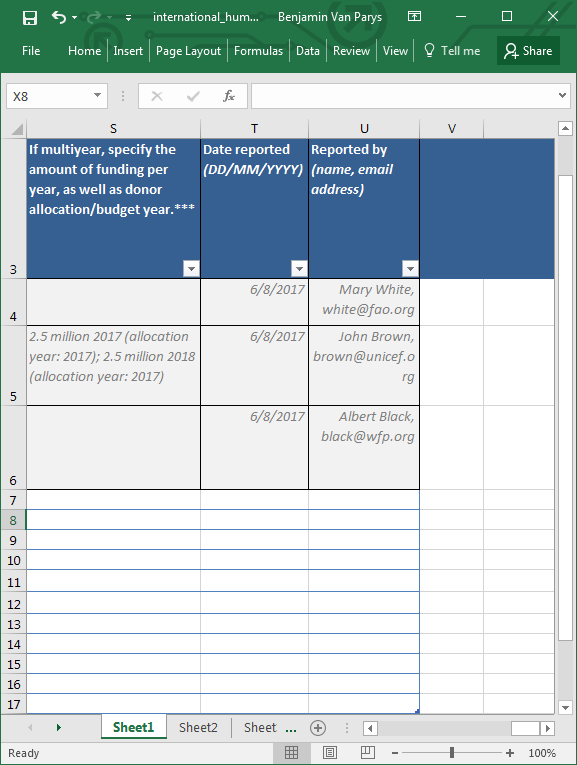 international_hum... Benjamin Van Parys
File Home Insert Page Layout Formulas Data Review View Tell me Share
X8 fx
S T U V
If multiyear, specify the
amount of funding per
year, as well as donor
allocation/budget year.***
Date reported
(DD/MM/YYYY)
Reported by
(name, email
address)
3
6/8/2017
Mary White,
white@fao.org
4
2.5 million 2017 (allocation
year: 2017); 2.5 million 2018
(allocation year: 2017)
6/8/2017
John Brown,
brown@unicef.o
rg
5
6/8/2017
Albert Black,
black@wfp.org
6
7
8
9
10
11
12
13
14
15
16
17
Sheet1 Sheet2 Sheet ...
Ready 100%